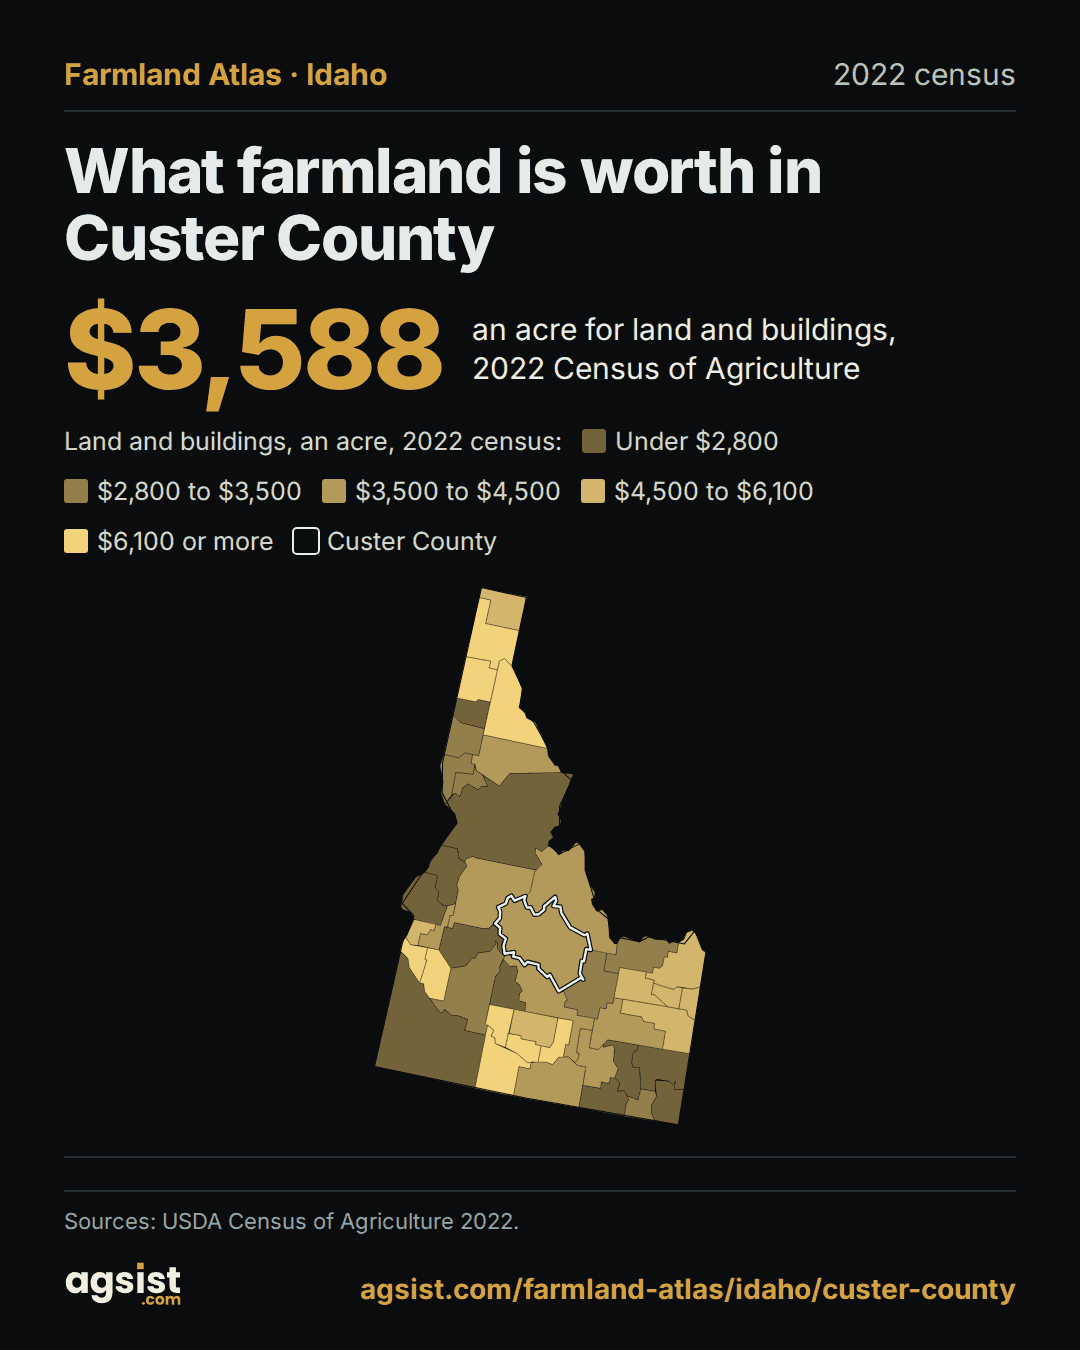 Farmland Atlas · Idaho
2022 census
What farmland is worth in
Custer County
$3,588
an acre for land and buildings,
2022 Census of Agriculture
Land and buildings, an acre, 2022 census: Under $2,800
$2,800 to $3,500 $3,500 to $4,500 $4,500 to $6,100
$6,100 or more Custer County
Sources: USDA Census of Agriculture 2022.
agsist
.com
agsist.com/farmland-atlas/idaho/custer-county